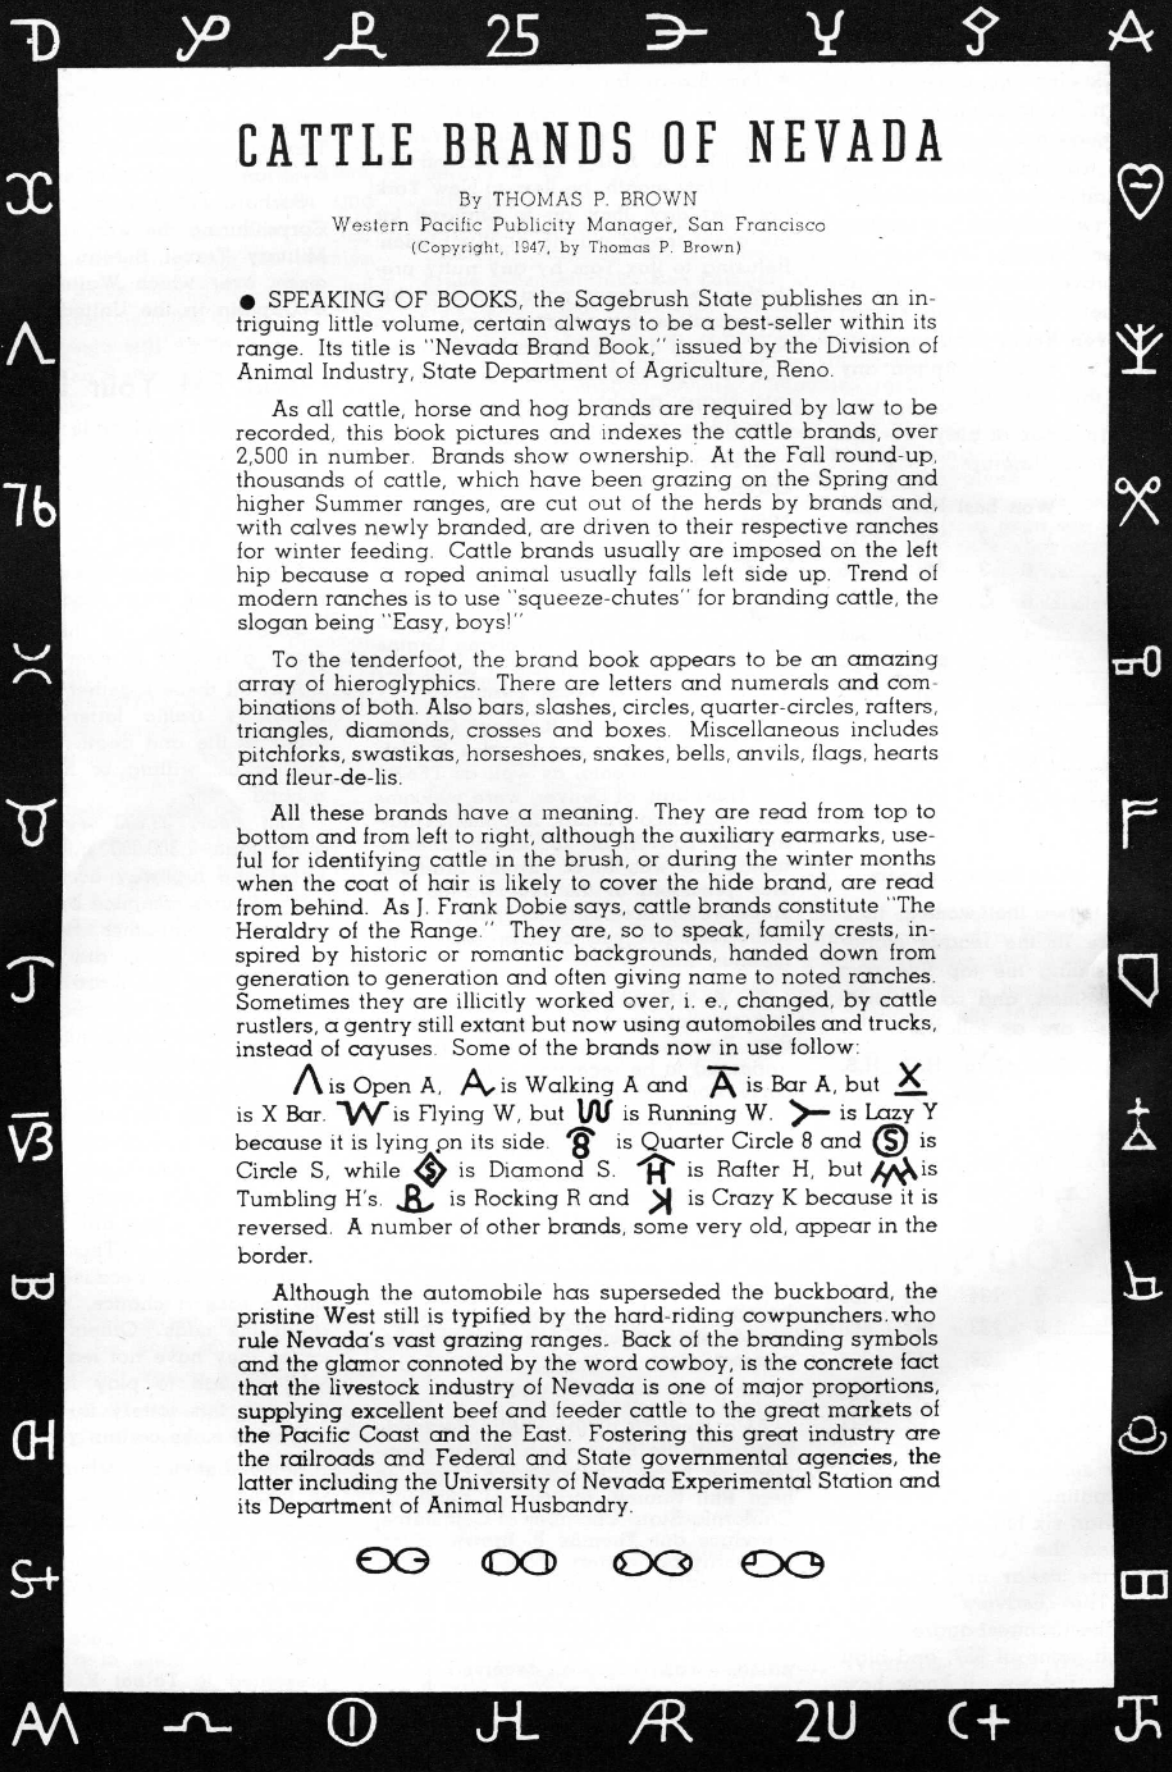 25
CATTLE BRANDS OF NEVADA
By THOMAS P. BROWN
Western Pacific Publicity Manager, San Francisco
(Copyright, 1947, by Thomas P. Brown)
● SPEAKING OF BOOKS, the Sagebrush State publishes an in-
triguing little volume, certain always to be a best-seller within its
range. Its title is "Nevada Brand Book," issued by the Division of
Animal Industry, State Department of Agriculture, Reno.
As all cattle, horse and hog brands are required by law to be
recorded, this book pictures and indexes the cattle brands, over
2,500 in number. Brands show ownership. At the Fall round-up,
thousands of cattle, which have been grazing on the Spring and
higher Summer ranges, are cut out of the herds by brands and,
with calves newly branded, are driven to their respective ranches
for winter feeding. Cattle brands usually are imposed on the left
hip because a roped animal usually falls left side up. Trend of
modern ranches is to use "squeeze-chutes" for branding cattle, the
slogan being "Easy, boys!"
To the tenderfoot, the brand book appears to be an amazing
array of hieroglyphics. There are letters and numerals and com-
binations of both. Also bars, slashes, circles, quarter-circles, rafters,
triangles, diamonds, crosses and boxes. Miscellaneous includes
pitchforks, swastikas, horseshoes, snakes, bells, anvils, flags, hearts
and fleur-de-lis.
All these brands have a meaning. They are read from top to
bottom and from left to right, although the auxiliary earmarks, use-
ful for identifying cattle in the brush, or during the winter months
when the coat of hair is likely to cover the hide brand, are read
from behind. As J. Frank Dobie says, cattle brands constitute "The
Heraldry of the Range." They are, so to speak, family crests, in-
spired by historic or romantic backgrounds, handed down from
generation to generation and often giving name to noted ranches.
Sometimes they are illicitly worked over, i. e., changed, by cattle
rustlers, a gentry still extant but now using automobiles and trucks,
instead of cayuses. Some of the brands now in use follow:
is Open A, A is Walking A and A is Bar A, but X
is X Bar. W is Flying W, but W is Running W. is Lazy Y
because it is lying on its side. 8 is Quarter Circle 8 and S is
Circle S, while S is Diamond S. H is Rafter H, but is
Tumbling H's. R is Rocking R and K is Crazy K because it is
reversed. A number of other brands, some very old, appear in the
border.
Although the automobile has superseded the buckboard, the
pristine West still is typified by the hard-riding cowpunchers who
rule Nevada's vast grazing ranges. Back of the branding symbols
and the glamor connoted by the word cowboy, is the concrete fact
that the livestock industry of Nevada is one of major proportions,
supplying excellent beef and feeder cattle to the great markets of
the Pacific Coast and the East. Fostering this great industry are
the railroads and Federal and State governmental agencies, the
latter including the University of Nevada Experimental Station and
its Department of Animal Husbandry.
76
V3
S+
2U
C+